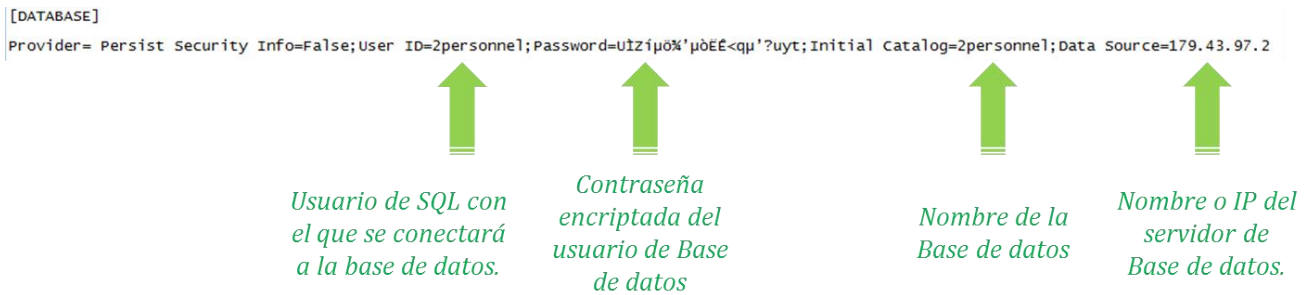 [DATABASE]
Provider= Persist Security Info=False;User ID=2personnel;Password=UÌZíµö¾'µòËÉ<qµ'?uyt;Initial Catalog=2personnel;Data Source=179.43.97.2
Usuario de SQL con
el que se conectará
a la base de datos.
Contraseña
encriptada del
usuario de Base
de datos
Nombre de la
Base de datos
Nombre o IP del
servidor de
Base de datos.